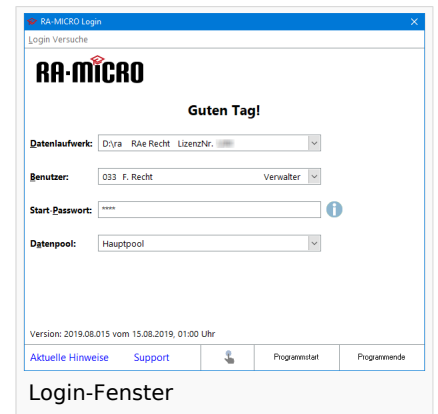 RA-MICRO Login
Login Versuche
RA·MICRO
Guten Tag!
Datenlaufwerk: D:\ra RAe Recht LizenzNr.
Benutzer: 033 F. Recht Verwalter
Start-Passwort: ****
Datenpool: Hauptpool
Version: 2019.08.015 vom 15.08.2019, 01:00 Uhr
Aktuelle Hinweise Support Programmstart Programmende
Login-Fenster